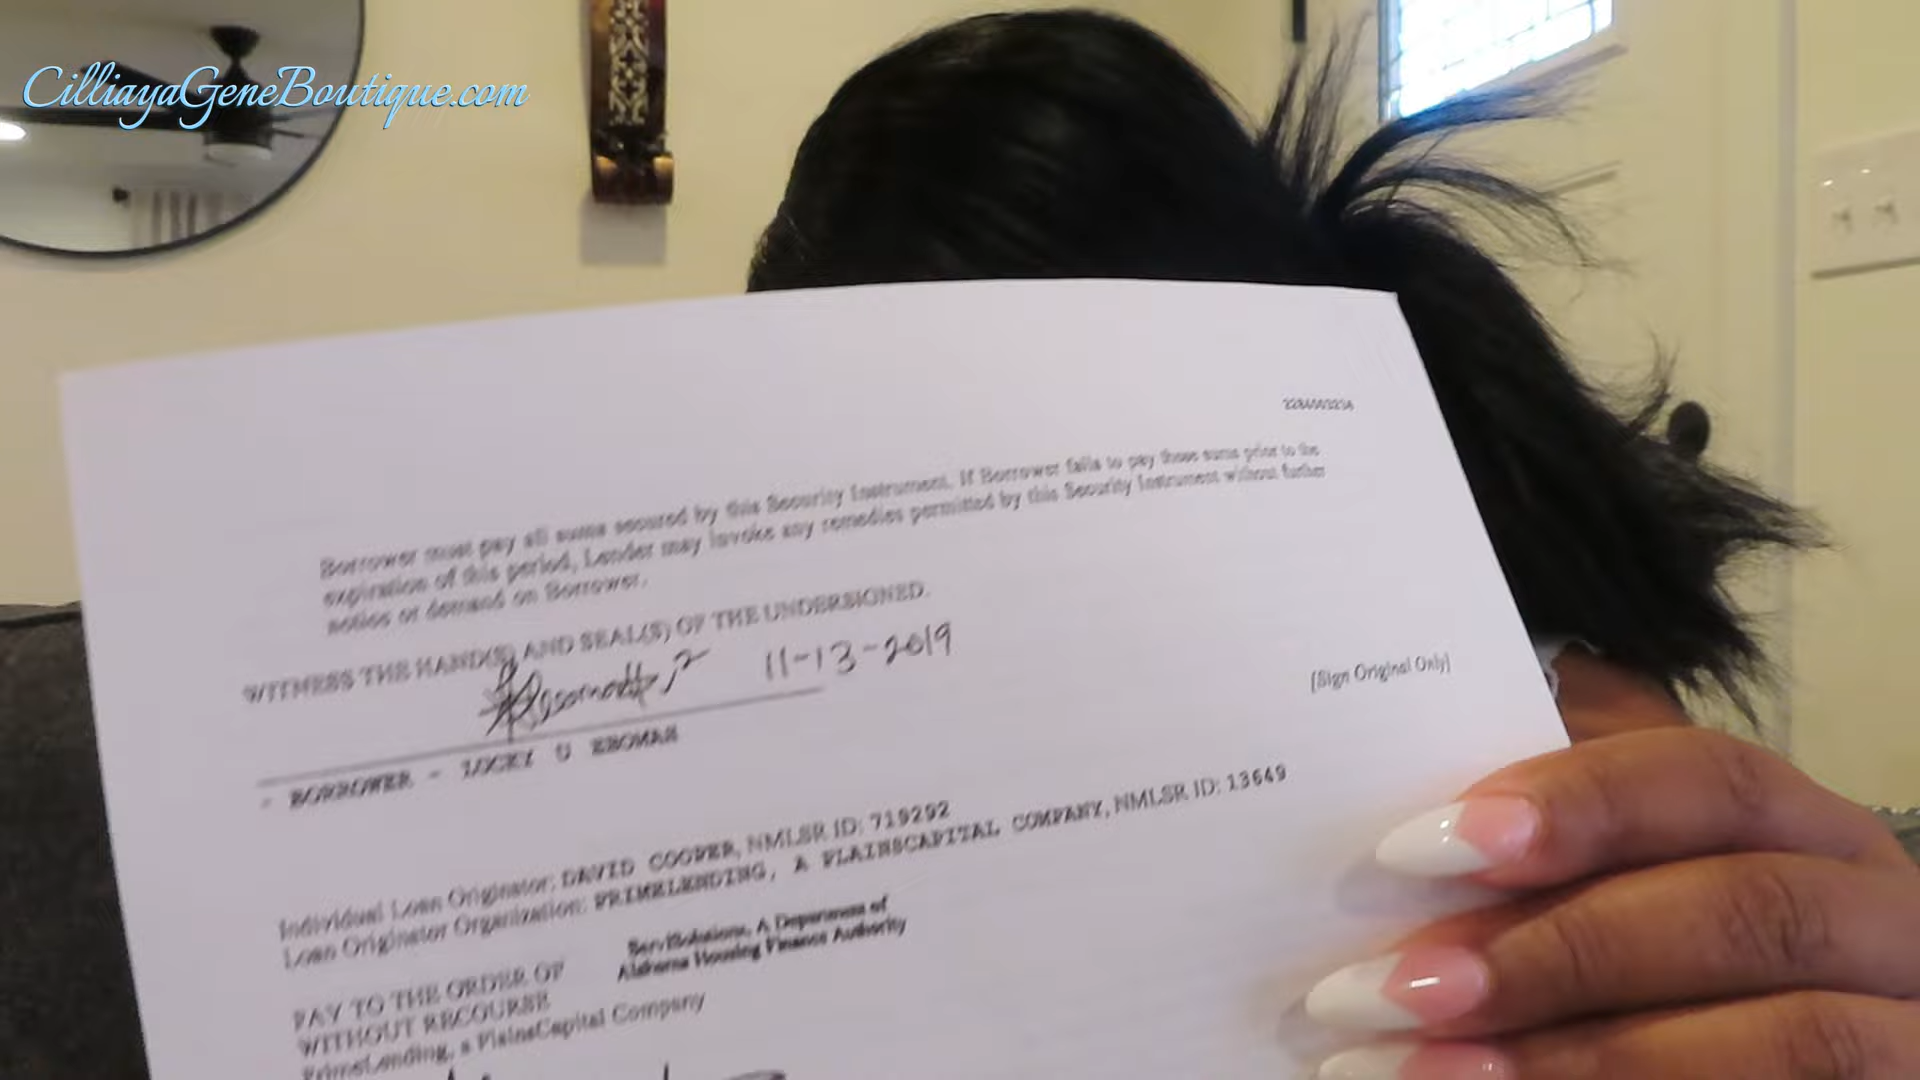 CilliayaGeneBoutique.com
Borrower must pay all sums secured by this Security Instrument. If Borrower fails to pay these sums prior to the
expiration of this period, Lender may invoke any remedies permitted by this Security Instrument without further
notice or demand on Borrower.
WITNESS THE HAND(S) AND SEAL(S) OF THE UNDERSIGNED.
11-13-2019
[Sign Original Only]
- BORROWER - LUCKY U
Individual Loan Originator: DAVID COOPER, NMLSR ID: 719292
Loan Originator Organization: PRIMELENDING, A PLAINSCAPITAL COMPANY, NMLSR ID: 13649
ServiSolutions, A Department of
Alabama Housing Finance Authority
PAY TO THE ORDER OF
WITHOUT RECOURSE
PrimeLending, a PlainsCapital Company